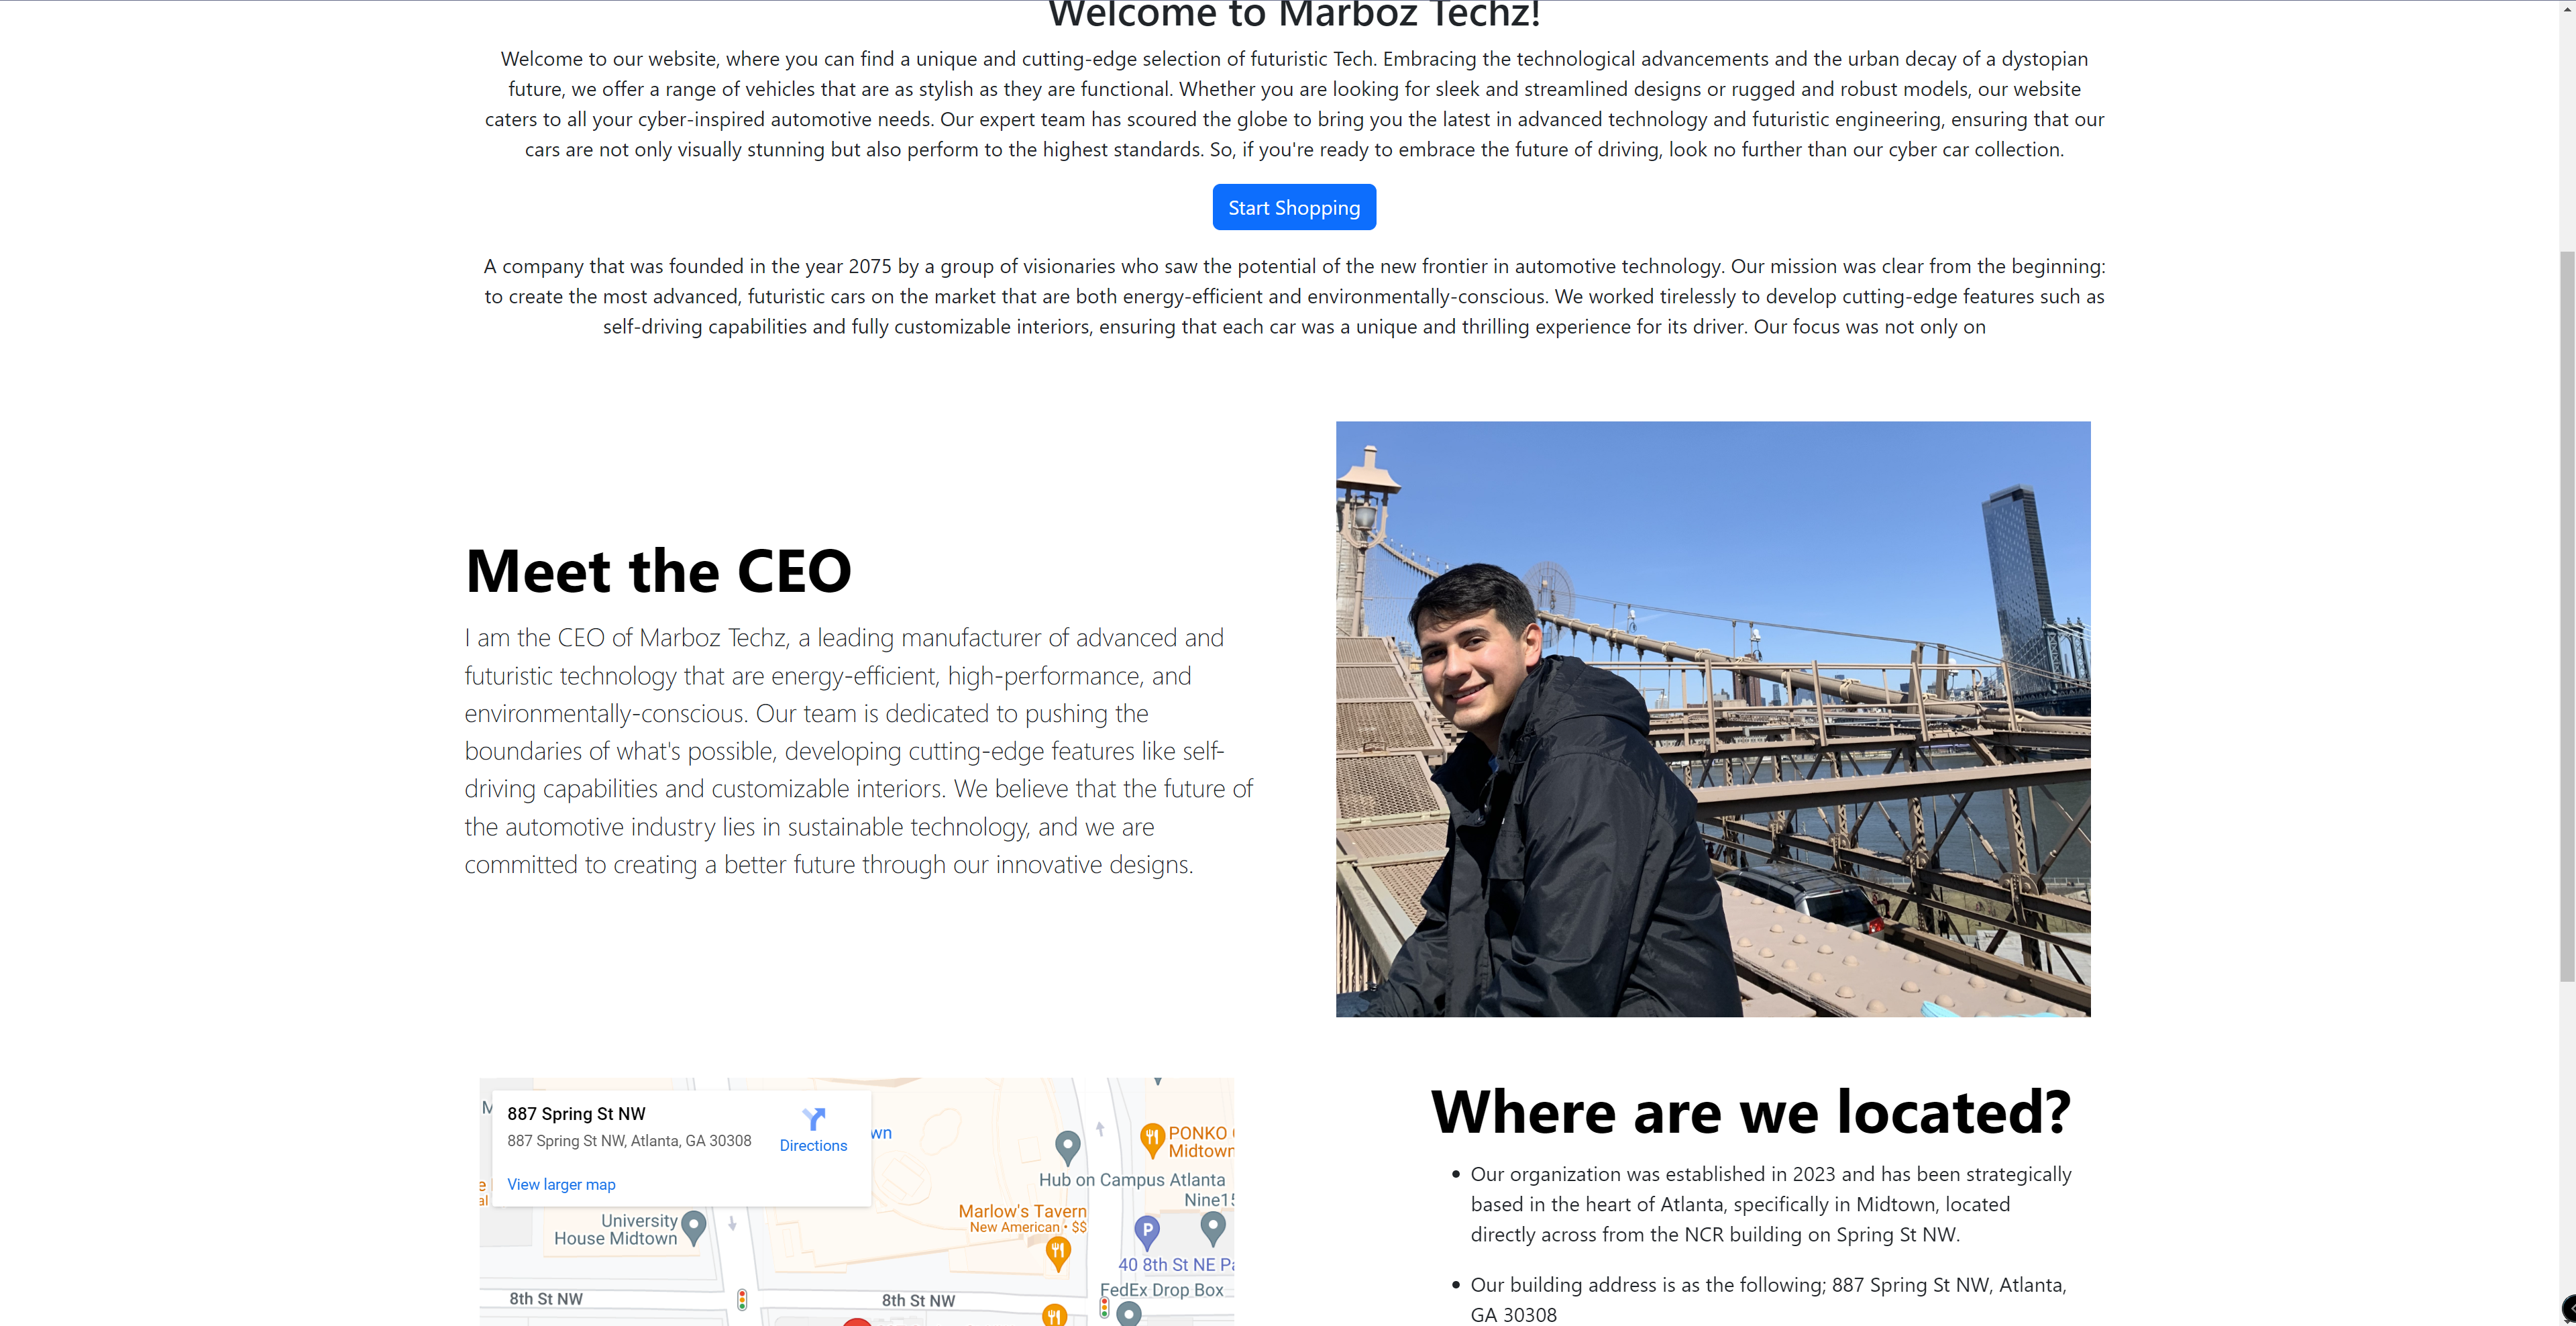 Welcome to Marboz Techz!
Welcome to our website, where you can find a unique and cutting-edge selection of futuristic Tech. Embracing the technological advancements and the urban decay of a dystopian
future, we offer a range of vehicles that are as stylish as they are functional. Whether you are looking for sleek and streamlined designs or rugged and robust models, our website
caters to all your cyber-inspired automotive needs. Our expert team has scoured the globe to bring you the latest in advanced technology and futuristic engineering, ensuring that our
cars are not only visually stunning but also perform to the highest standards. So, if you're ready to embrace the future of driving, look no further than our cyber car collection.
Start Shopping
A company that was founded in the year 2075 by a group of visionaries who saw the potential of the new frontier in automotive technology. Our mission was clear from the beginning:
to create the most advanced, futuristic cars on the market that are both energy-efficient and environmentally-conscious. We worked tirelessly to develop cutting-edge features such as
self-driving capabilities and fully customizable interiors, ensuring that each car was a unique and thrilling experience for its driver. Our focus was not only on
Meet the CEO
I am the CEO of Marboz Techz, a leading manufacturer of advanced and
futuristic technology that are energy-efficient, high-performance, and
environmentally-conscious. Our team is dedicated to pushing the
boundaries of what's possible, developing cutting-edge features like self-
driving capabilities and customizable interiors. We believe that the future of
the automotive industry lies in sustainable technology, and we are
committed to creating a better future through our innovative designs.
887 Spring St NW
887 Spring St NW, Atlanta, GA 30308
Directions
View larger map
wn
PONKO
Midtown
Hub on Campus Atlanta
Nine15
Marlow's Tavern
New American • $$
University
House Midtown
P
40 8th St NE Pa
FedEx Drop Box
8th St NW
8th St NW
Where are we located?
• Our organization was established in 2023 and has been strategically
based in the heart of Atlanta, specifically in Midtown, located
directly across from the NCR building on Spring St NW.
• Our building address is as the following; 887 Spring St NW, Atlanta,
GA 30308